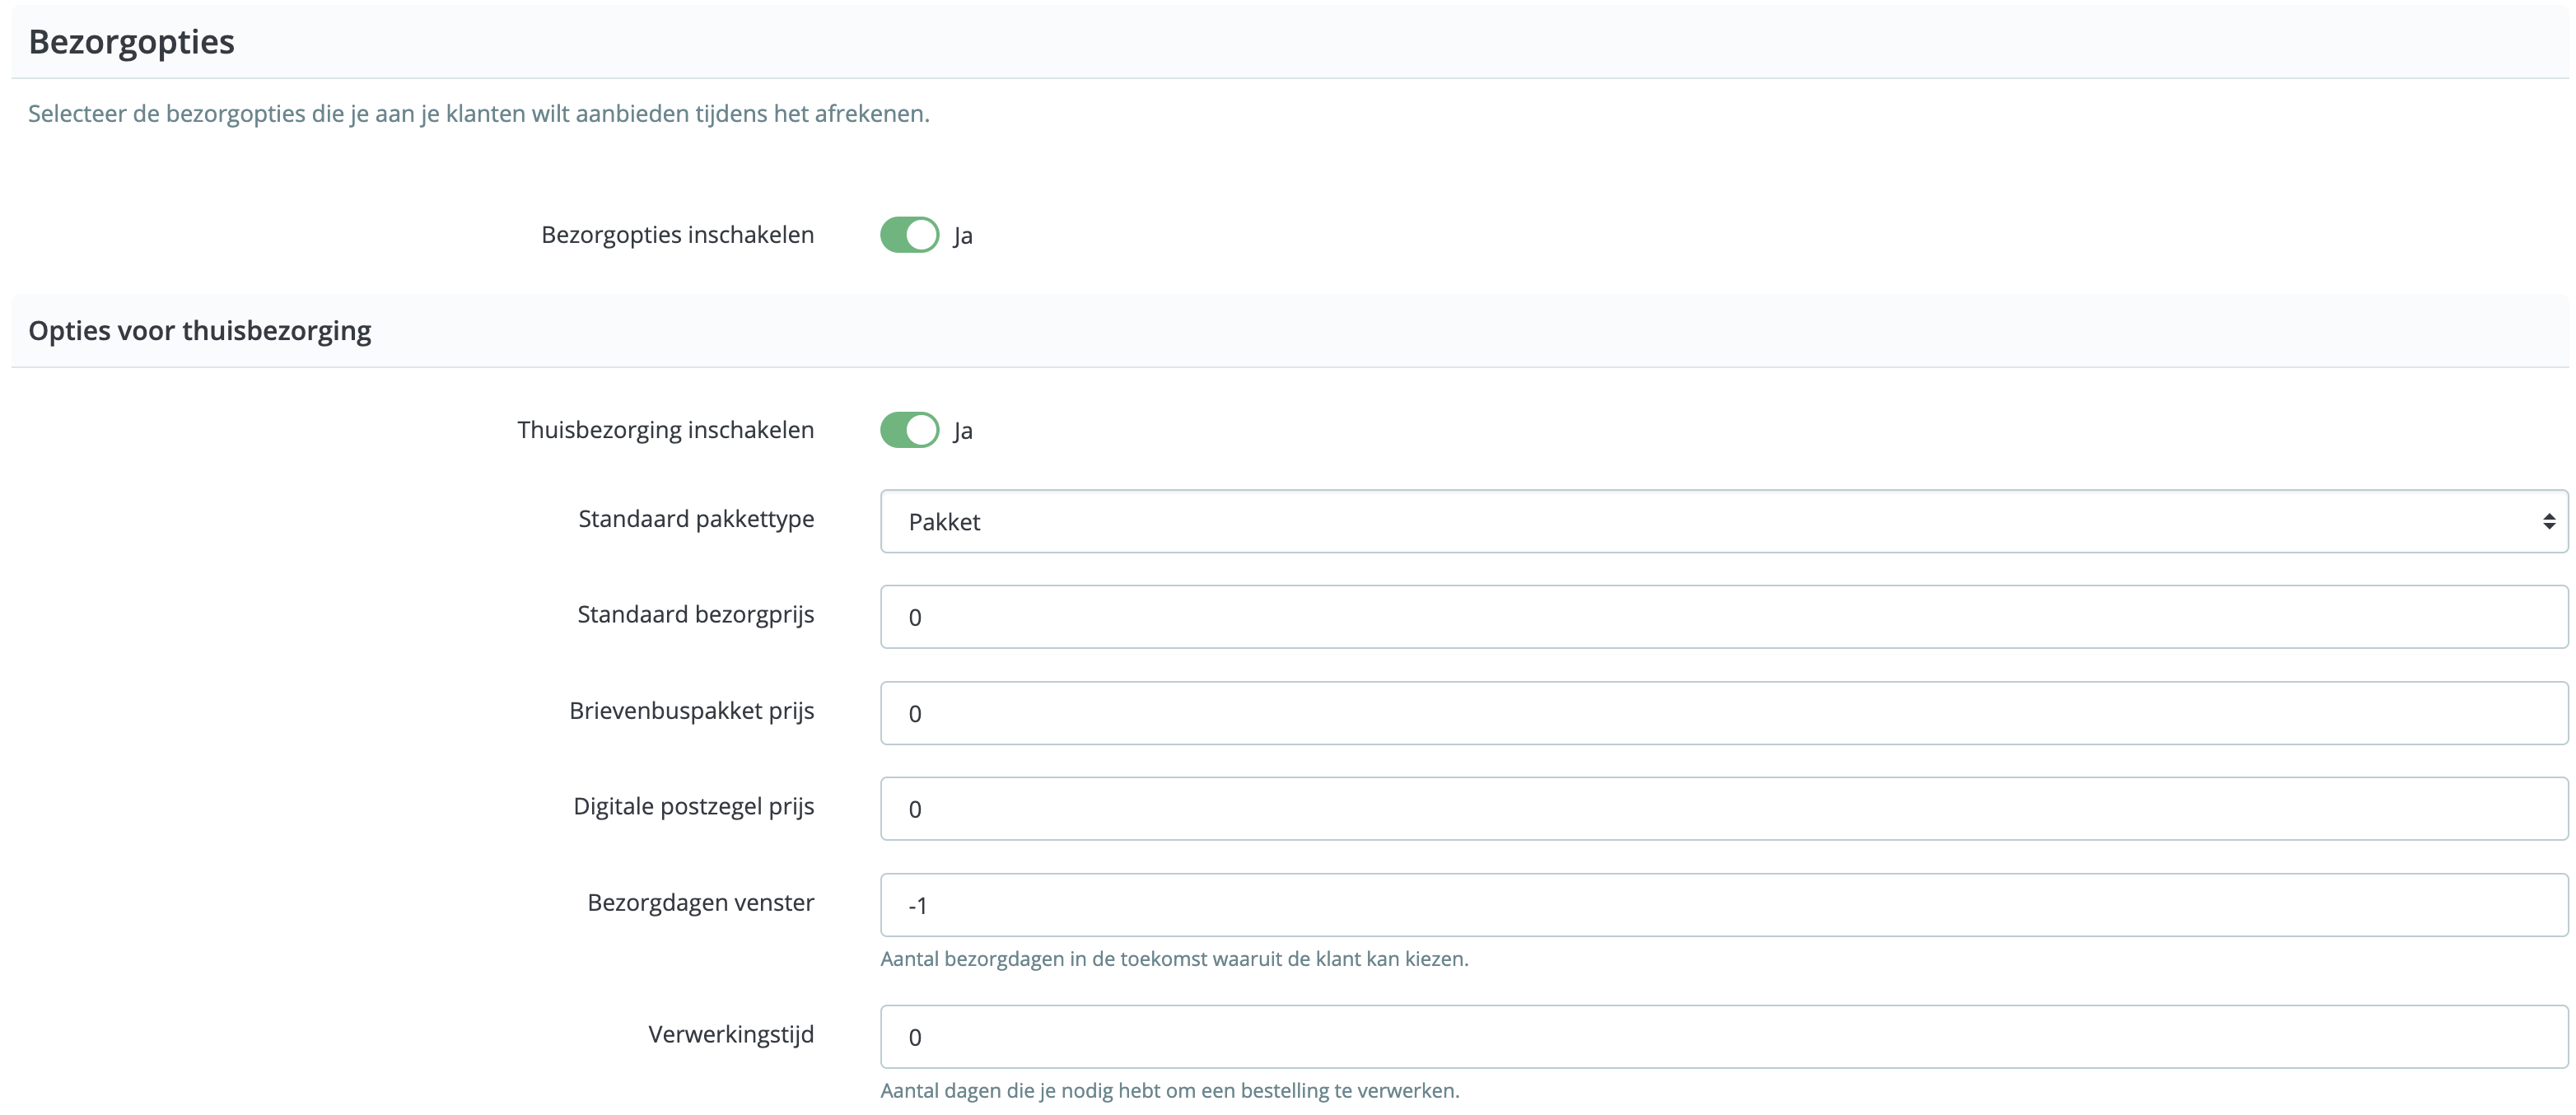 Bezorgopties
Selecteer de bezorgopties die je aan je klanten wilt aanbieden tijdens het afrekenen.
Bezorgopties inschakelen Ja
Opties voor thuisbezorging
Thuisbezorging inschakelen Ja
Standaard pakkettype Pakket
Standaard bezorgprijs 0
Brievenbuspakket prijs 0
Digitale postzegel prijs 0
Bezorgdagen venster -1
Aantal bezorgdagen in de toekomst waaruit de klant kan kiezen.
Verwerkingstijd 0
Aantal dagen die je nodig hebt om een bestelling te verwerken.